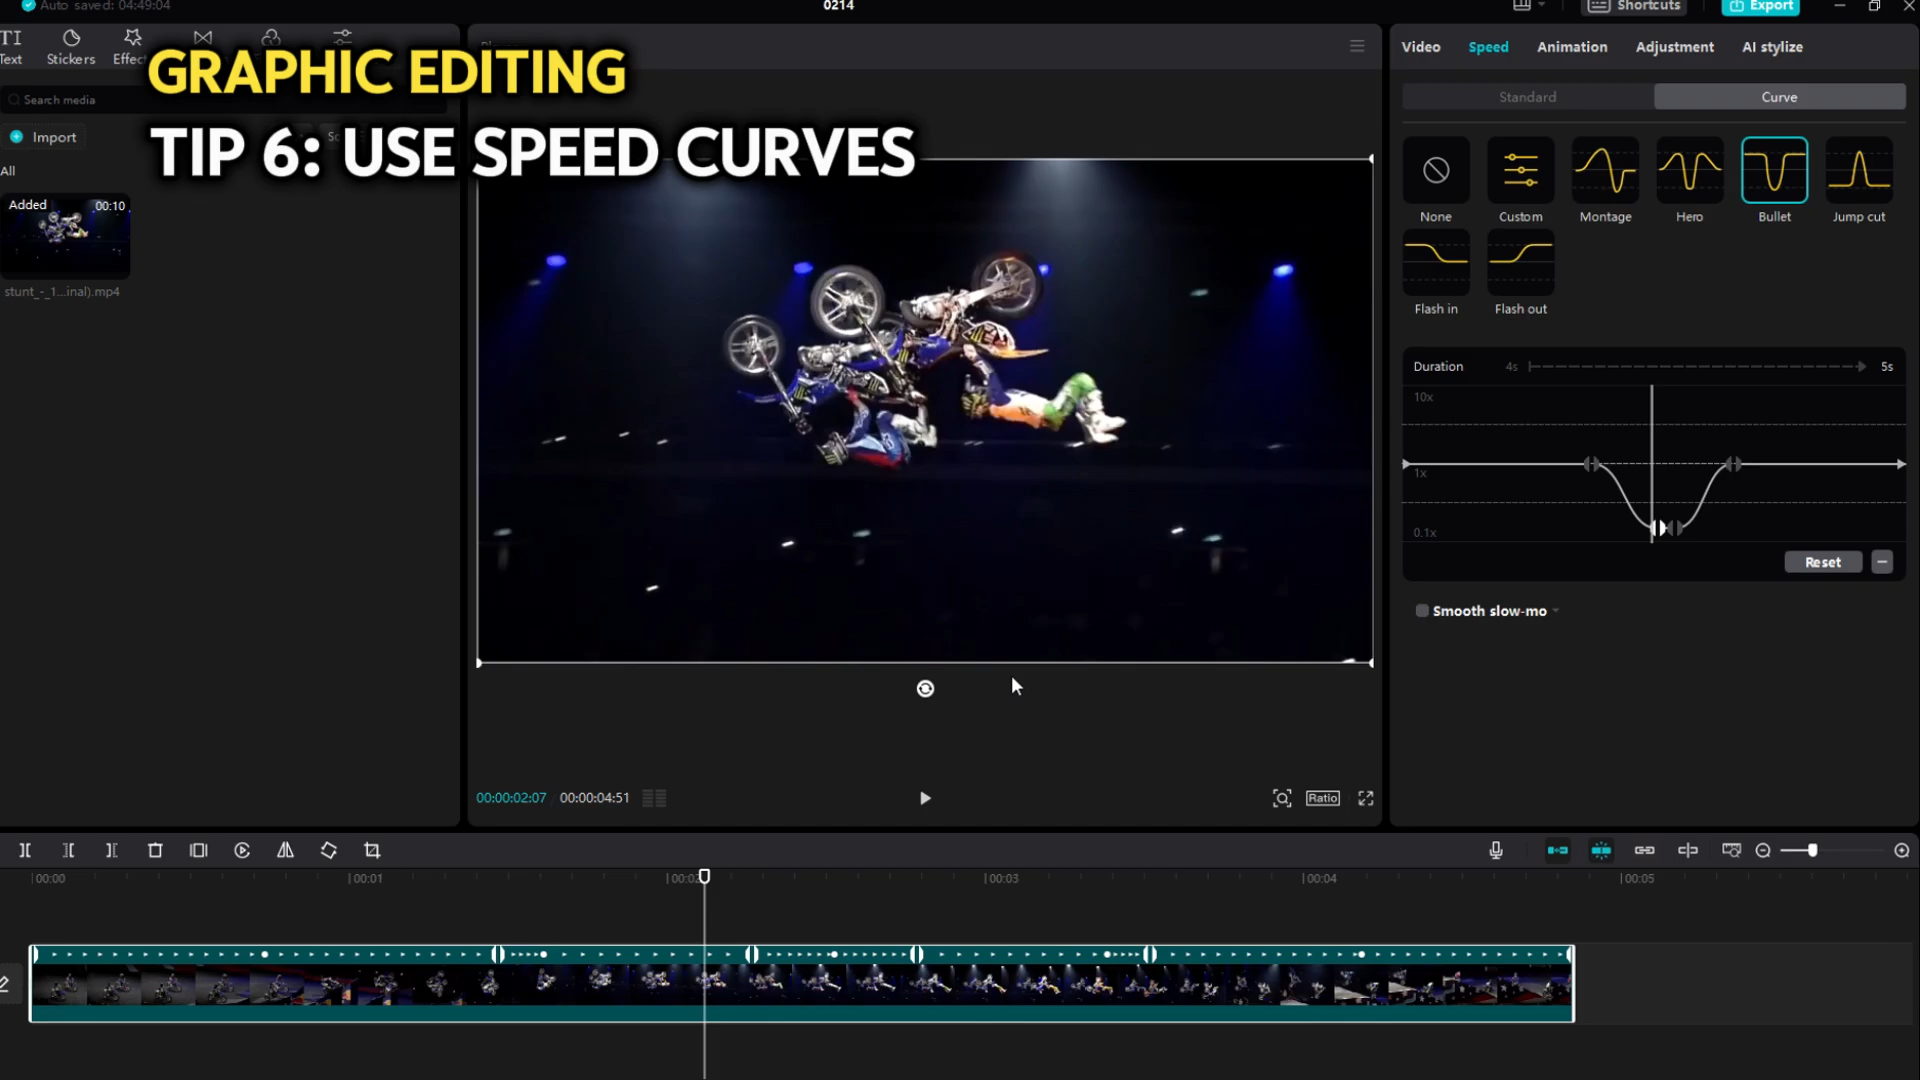 Auto saved: 04:49:04
0214
Shortcuts
Export
TI
Text
Stickers
GRAPHIC EDITING
TIP 6: USE SPEED CURVES
Search media
Import
All
Added
00:10
stunt_-_1...inal).mp4
Video
Speed
Animation
Adjustment
AI stylize
Standard
Curve
None
Custom
Montage
Hero
Bullet
Jump cut
Flash in
Flash out
Duration
4s
5s
10x
1x
0.1x
Reset
Smooth slow-mo
00:00:02:07
00:00:04:51
Ratio
00:00
00:01
00:02
00:03
00:04
00:05